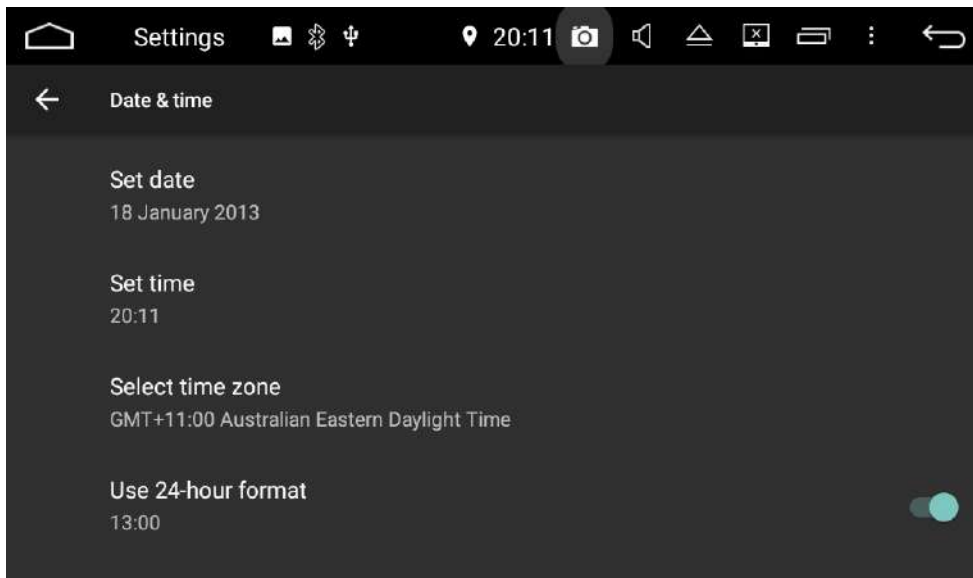 Settings 20:11
Date & time
Set date
18 January 2013
Set time
20:11
Select time zone
GMT+11:00 Australian Eastern Daylight Time
Use 24-hour format
13:00